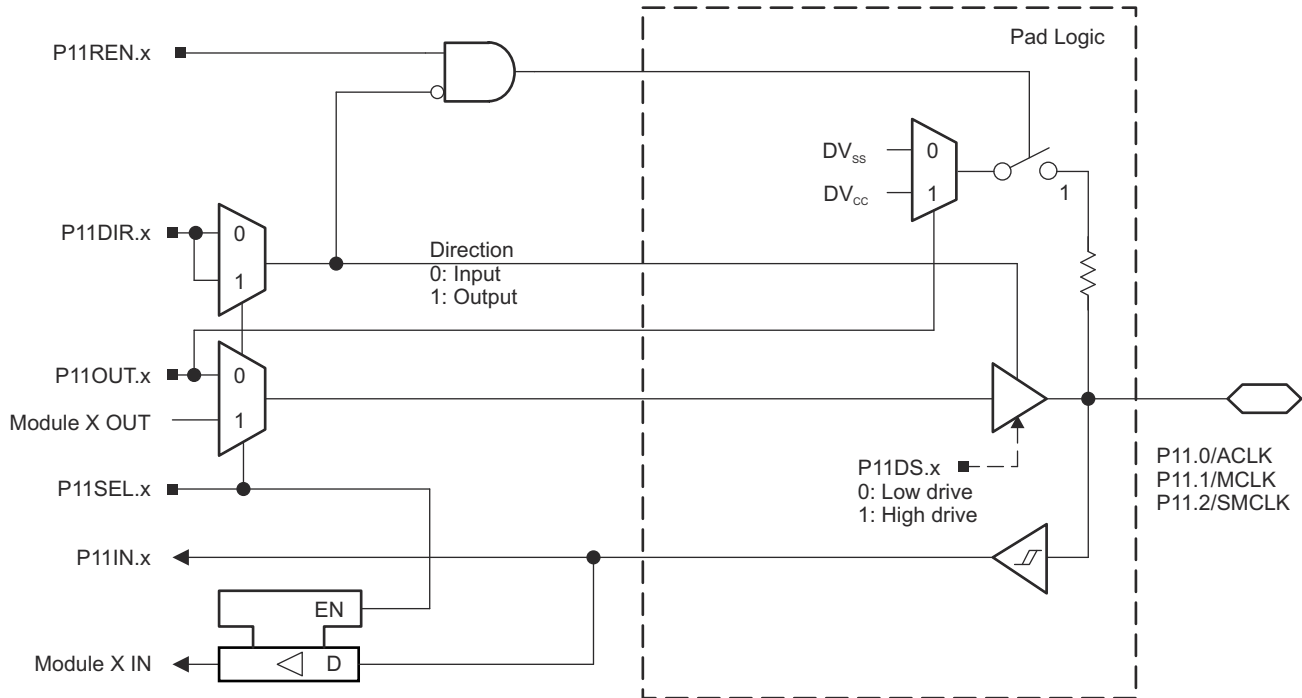 P11REN.x
Pad Logic
DVss
0
DVcc
1
1
P11DIR.x
0
1
Direction
0: Input
1: Output
P11OUT.x
0
Module X OUT
1
P11SEL.x
P11DS.x
0: Low drive
1: High drive
P11.0/ACLK
P11.1/MCLK
P11.2/SMCLK
P11IN.x
EN
Module X IN
D